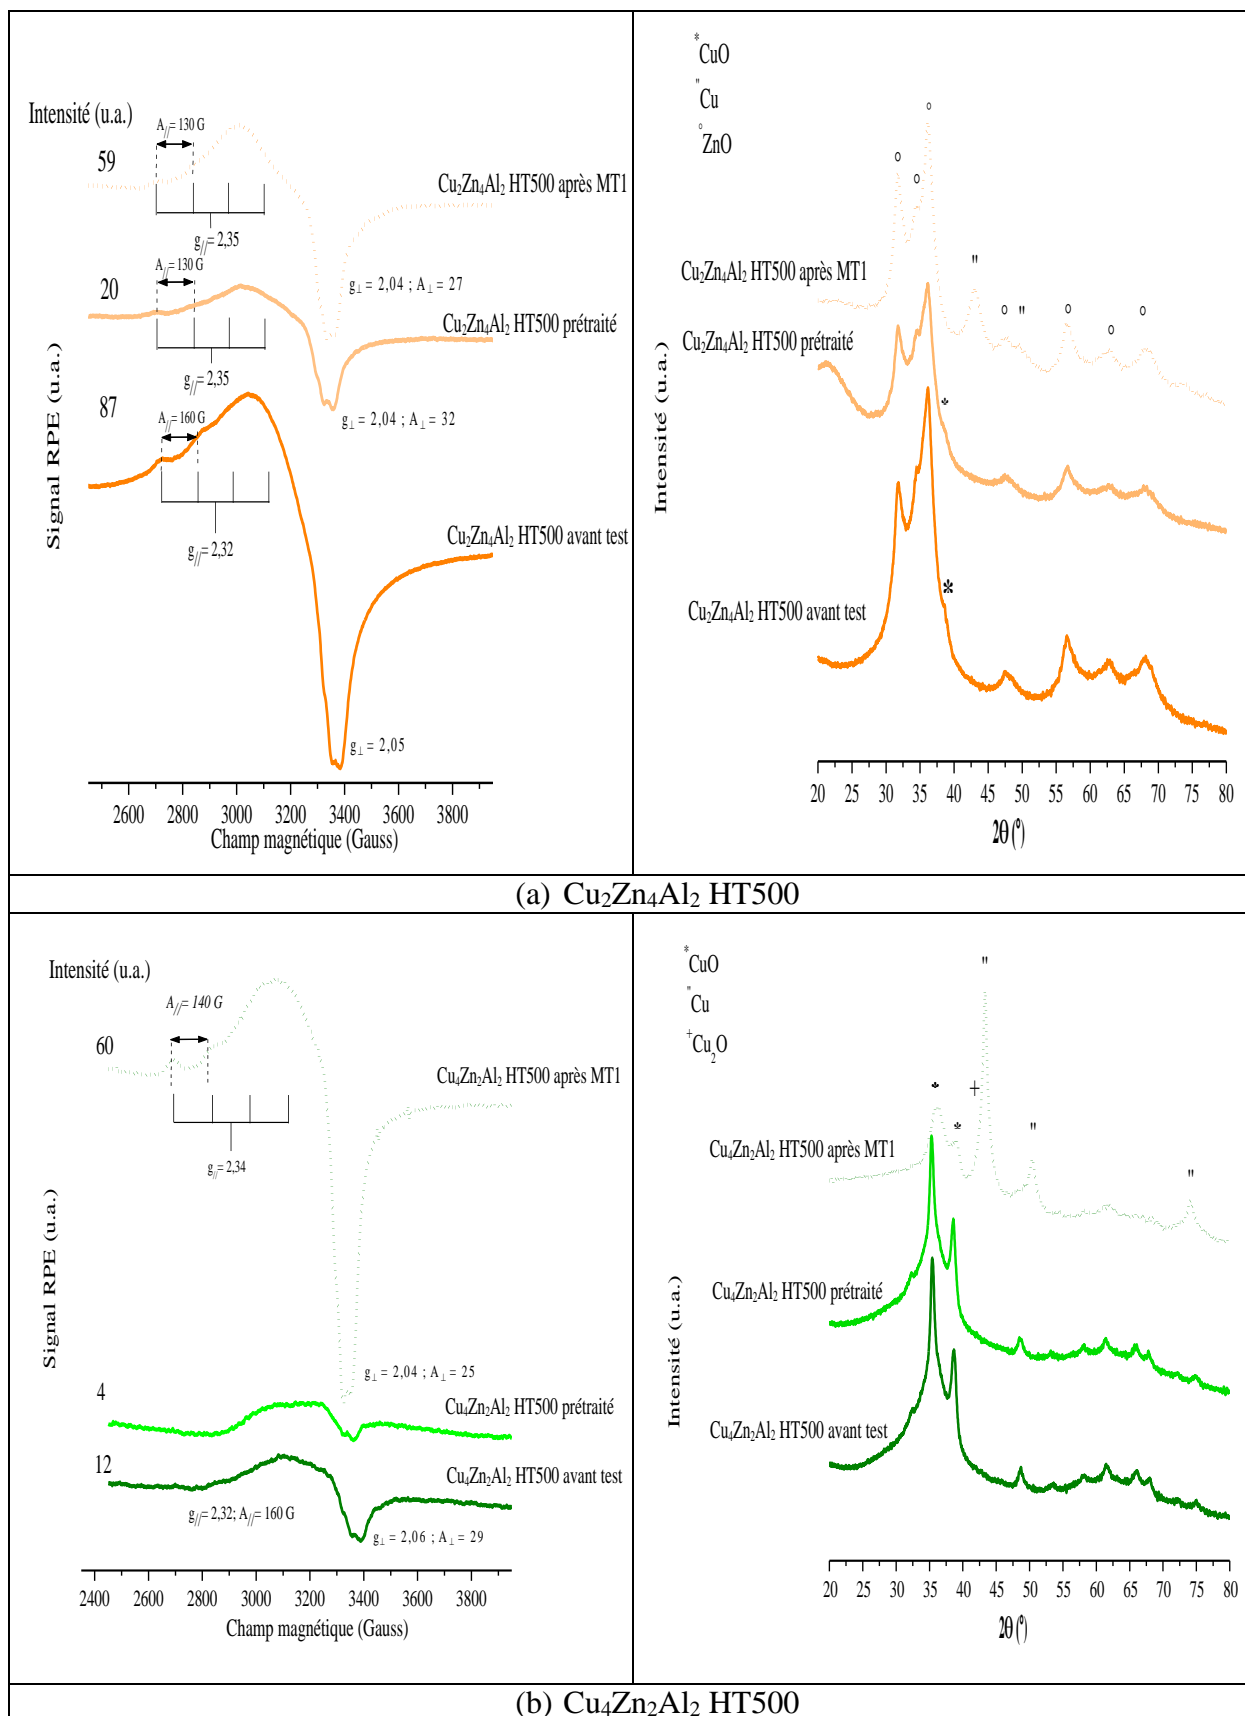 Intensité (u.a.)
A//= 130 G
59
Cu2Zn4Al2 HT500 après MT1
g//= 2,35
A//= 130 G
g⊥ = 2,04 ; A⊥ = 27
20
Cu2Zn4Al2 HT500 prétraité
g//= 2,35
g⊥ = 2,04 ; A⊥ = 32
87
A//= 160 G
Cu2Zn4Al2 HT500 avant test
g//= 2,32
g⊥ = 2,05
Signal RPE (u.a.)
2600 2800 3000 3200 3400 3600 3800
Champ magnétique (Gauss)
*CuO
"Cu
°ZnO
° ° ° " ° " ° ° °
Cu2Zn4Al2 HT500 après MT1
Cu2Zn4Al2 HT500 prétraité
*
*
Cu2Zn4Al2 HT500 avant test
Intensité (u.a.)
20 25 30 35 40 45 50 55 60 65 70 75 80
2θ (°)
(a) Cu2Zn4Al2 HT500
Intensité (u.a.)
A//= 140 G
60
Cu4Zn2Al2 HT500 après MT1
g//= 2,34
g⊥ = 2,04 ; A⊥ = 25
4
Cu4Zn2Al2 HT500 prétraité
12
Cu4Zn2Al2 HT500 avant test
g//= 2,32; A//= 160 G
g⊥ = 2,06 ; A⊥ = 29
Signal RPE (u.a.)
2400 2600 2800 3000 3200 3400 3600 3800
Champ magnétique (Gauss)
*CuO
"Cu
+Cu2O
* * + " " "
Cu4Zn2Al2 HT500 après MT1
Cu4Zn2Al2 HT500 prétraité
Cu4Zn2Al2 HT500 avant test
Intensité (u.a.)
20 25 30 35 40 45 50 55 60 65 70 75 80
2θ (°)
(b) Cu4Zn2Al2 HT500